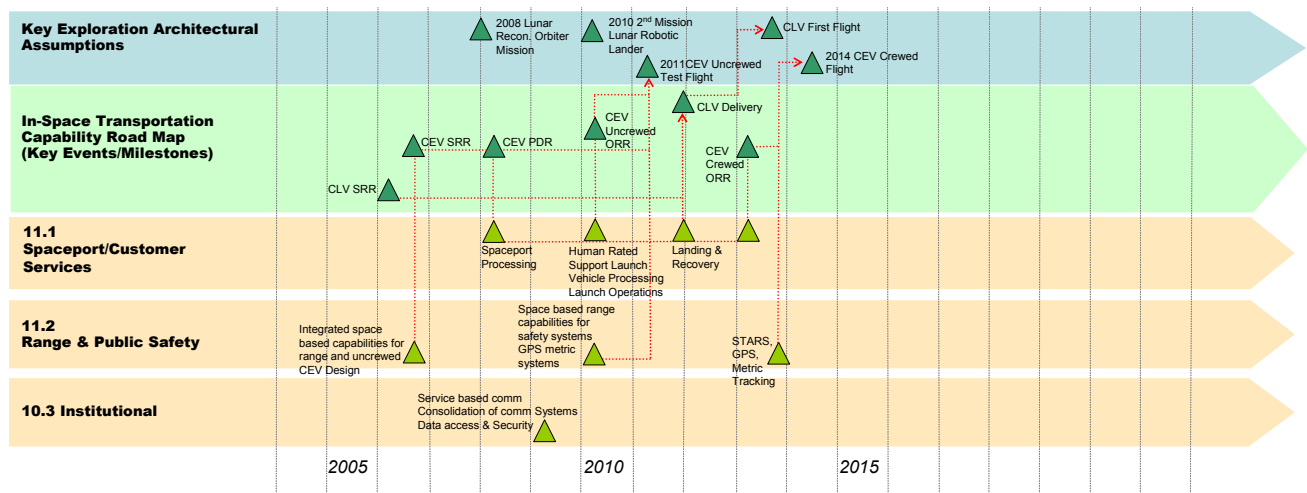 Key Exploration Architectural
Assumptions
2008 Lunar
Recon. Orbiter
Mission
2010 2nd Mission
Lunar Robotic
Lander
2011CEV Uncrewed
Test Flight
CLV First Flight
2014 CEV Crewed
Flight
In-Space Transportation
Capability Road Map
(Key Events/Milestones)
CLV SRR
CEV SRR
CEV PDR
CEV
Uncrewed
ORR
CLV Delivery
CEV
Crewed
ORR
11.1
Spaceport/Customer
Services
Spaceport
Processing
Human Rated
Support Launch
Vehicle Processing
Launch Operations
Landing &
Recovery
11.2
Range & Public Safety
Integrated space
based capabilities for
range and uncrewed
CEV Design
Space based range
capabilities for
safety systems
GPS metric
systems
STARS,
GPS,
Metric
Tracking
10.3 Institutional
Service based comm
Consolidation of comm Systems
Data access & Security
2005
2010
2015